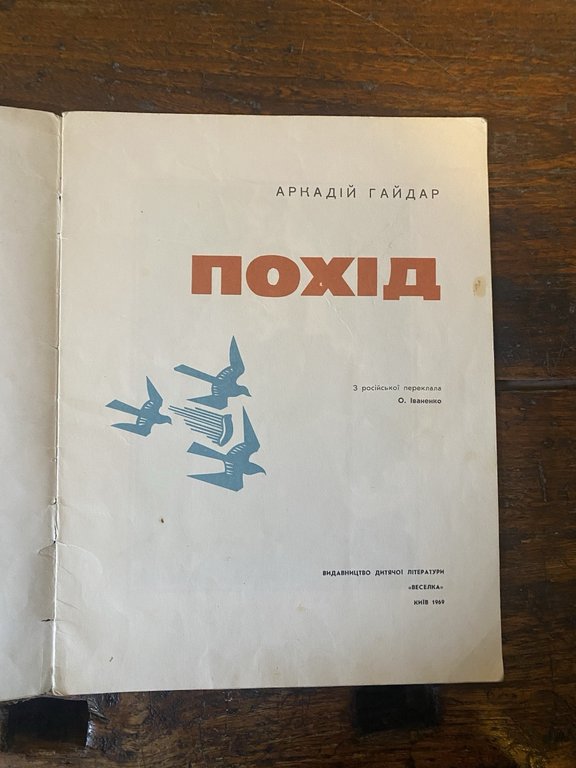 АРКАДІЙ ГАЙДАР
ПОХІД
З російської переклала
О. Іваненко
ВИДАВНИЦТВО ДИТЯЧОЇ ЛІТЕРАТУРИ
«ВЕСЕЛКА»
КИЇВ 1969